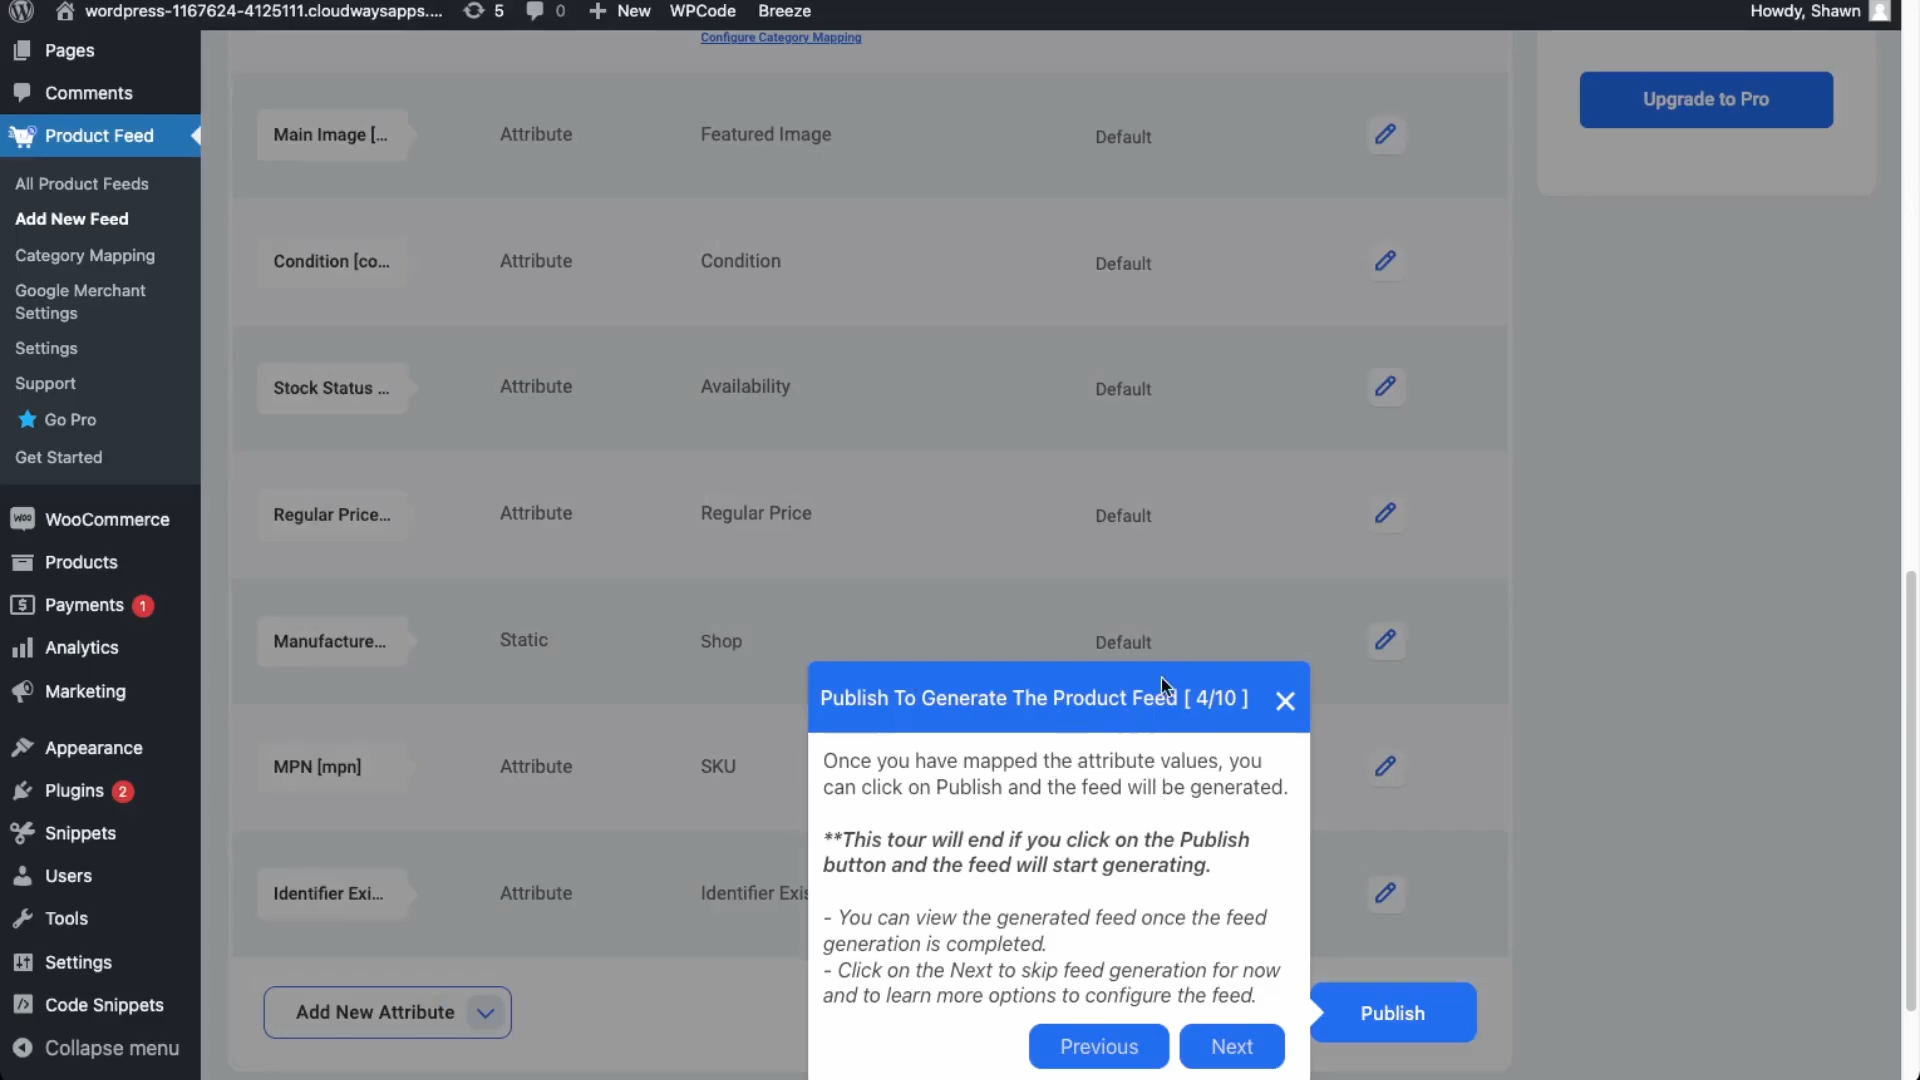 wordpress-1167624-4125111.cloudwaysapps.... 5 0 New WPCode Breeze Howdy, Shawn
Pages
Comments
Product Feed
All Product Feeds
Add New Feed
Category Mapping
Google Merchant
Settings
Settings
Support
Go Pro
Get Started
WOO WooCommerce
Products
Payments 1
Analytics
Marketing
Appearance
Plugins 2
Snippets
Users
Tools
Settings
Code Snippets
Collapse menu
Configure Category Mapping
Main Image [... Attribute Featured Image Default
Condition [co... Attribute Condition Default
Stock Status ... Attribute Availability Default
Regular Price... Attribute Regular Price Default
Manufacture... Static Shop Default
MPN [mpn] Attribute SKU
Identifier Exi... Attribute Identifier Exis
Add New Attribute
Upgrade to Pro
Publish To Generate The Product Feed [ 4/10 ]
Once you have mapped the attribute values, you
can click on Publish and the feed will be generated.
**This tour will end if you click on the Publish
button and the feed will start generating.
- You can view the generated feed once the feed
generation is completed.
- Click on the Next to skip feed generation for now
and to learn more options to configure the feed.
Previous Next
Publish